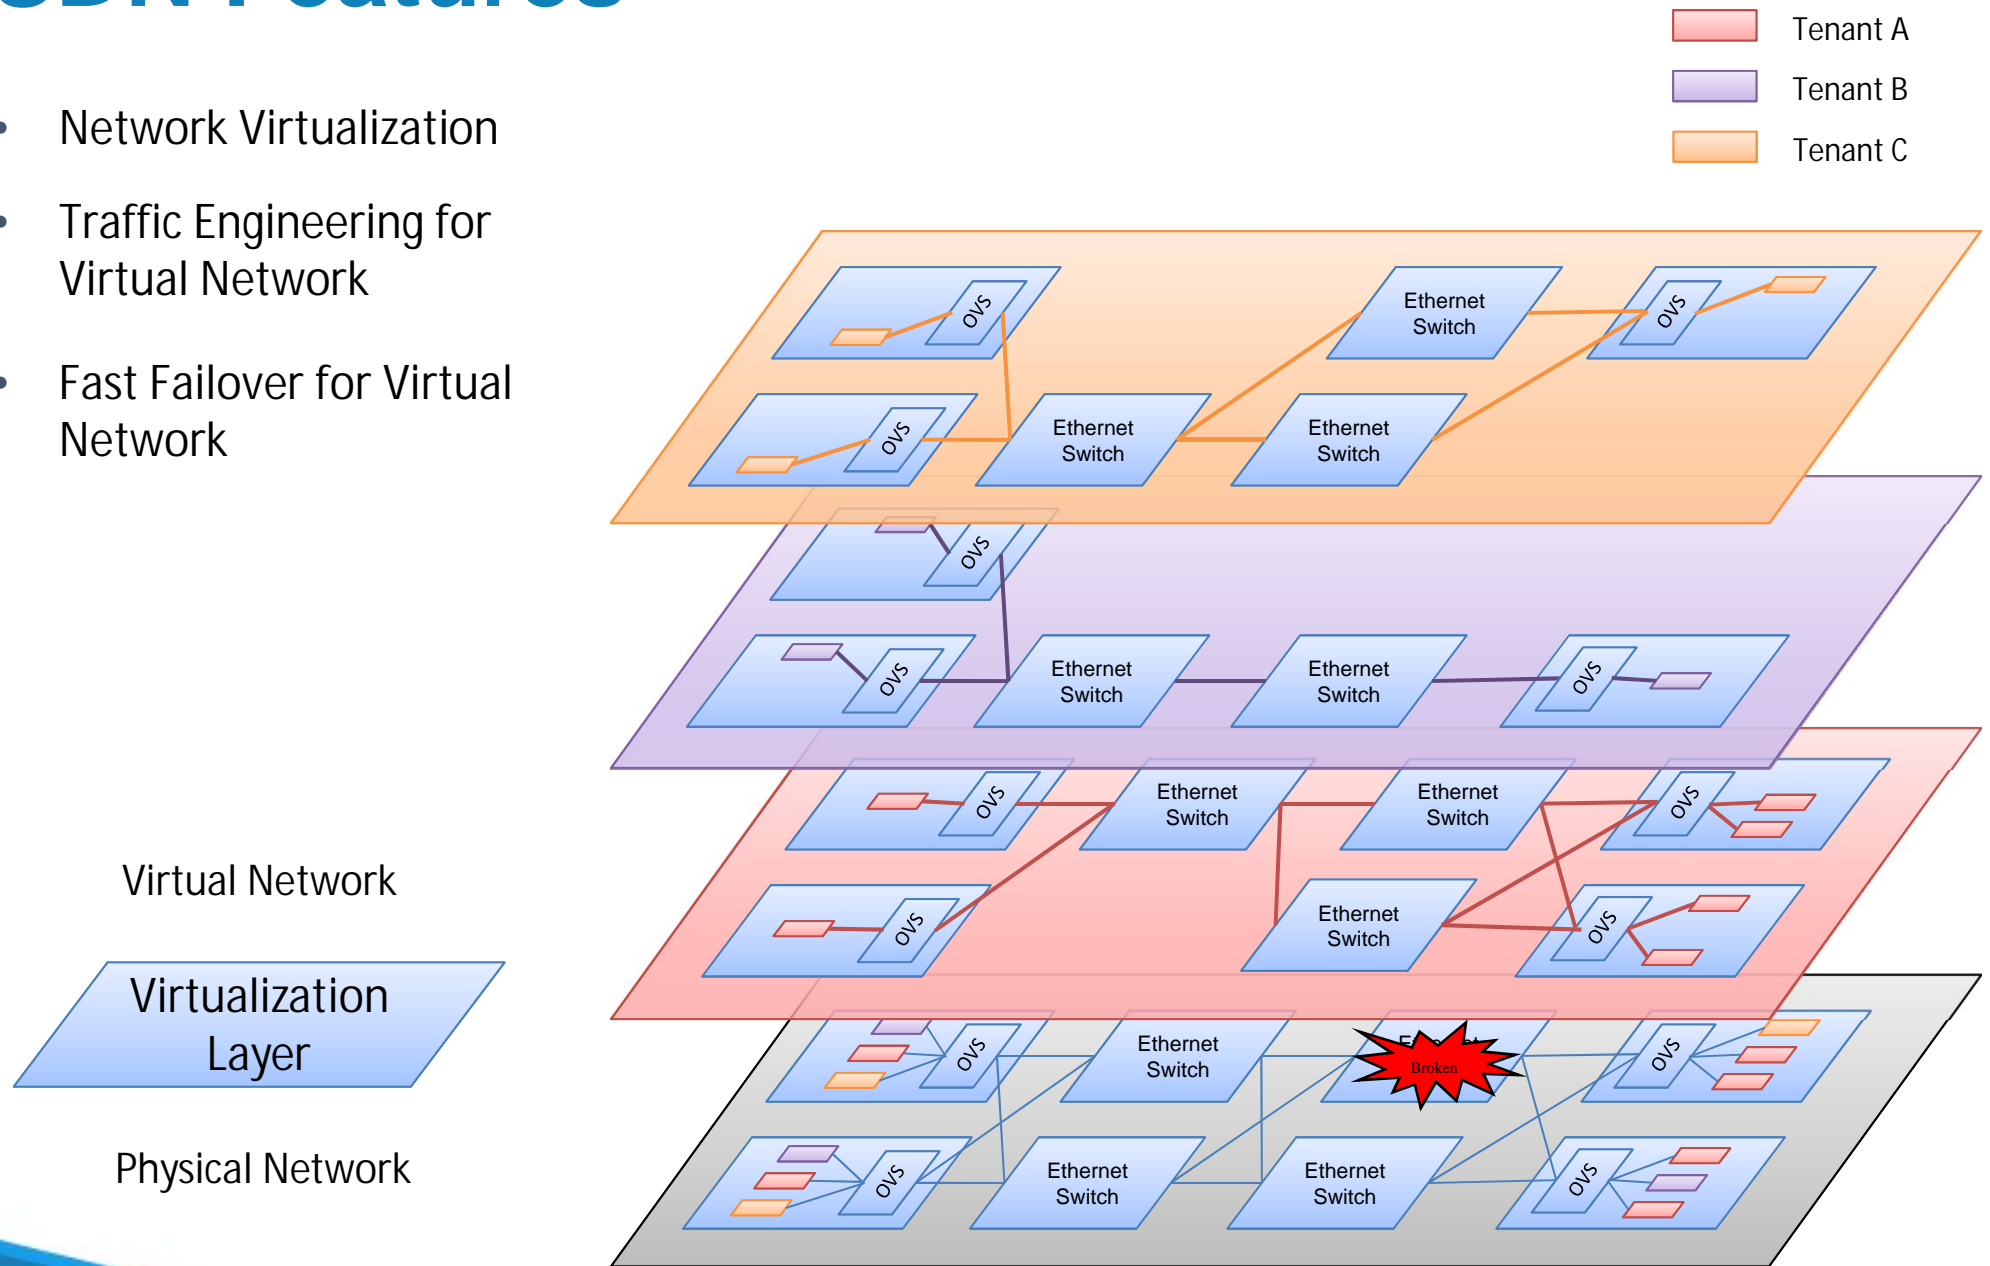 SDN Features
Tenant A
Tenant B
Tenant C
• Network Virtualization
• Traffic Engineering for
Virtual Network
• Fast Failover for Virtual
Network
OVS
Ethernet
Switch
OVS
OVS
Ethernet
Switch
Ethernet
Switch
OVS
OVS
Ethernet
Switch
Ethernet
Switch
OVS
OVS
Ethernet
Switch
Ethernet
Switch
OVS
OVS
Ethernet
Switch
OVS
Virtual Network
Virtualization
Layer
Physical Network
OVS
Ethernet
Switch
Broken
OVS
OVS
Ethernet
Switch
Ethernet
Switch
OVS